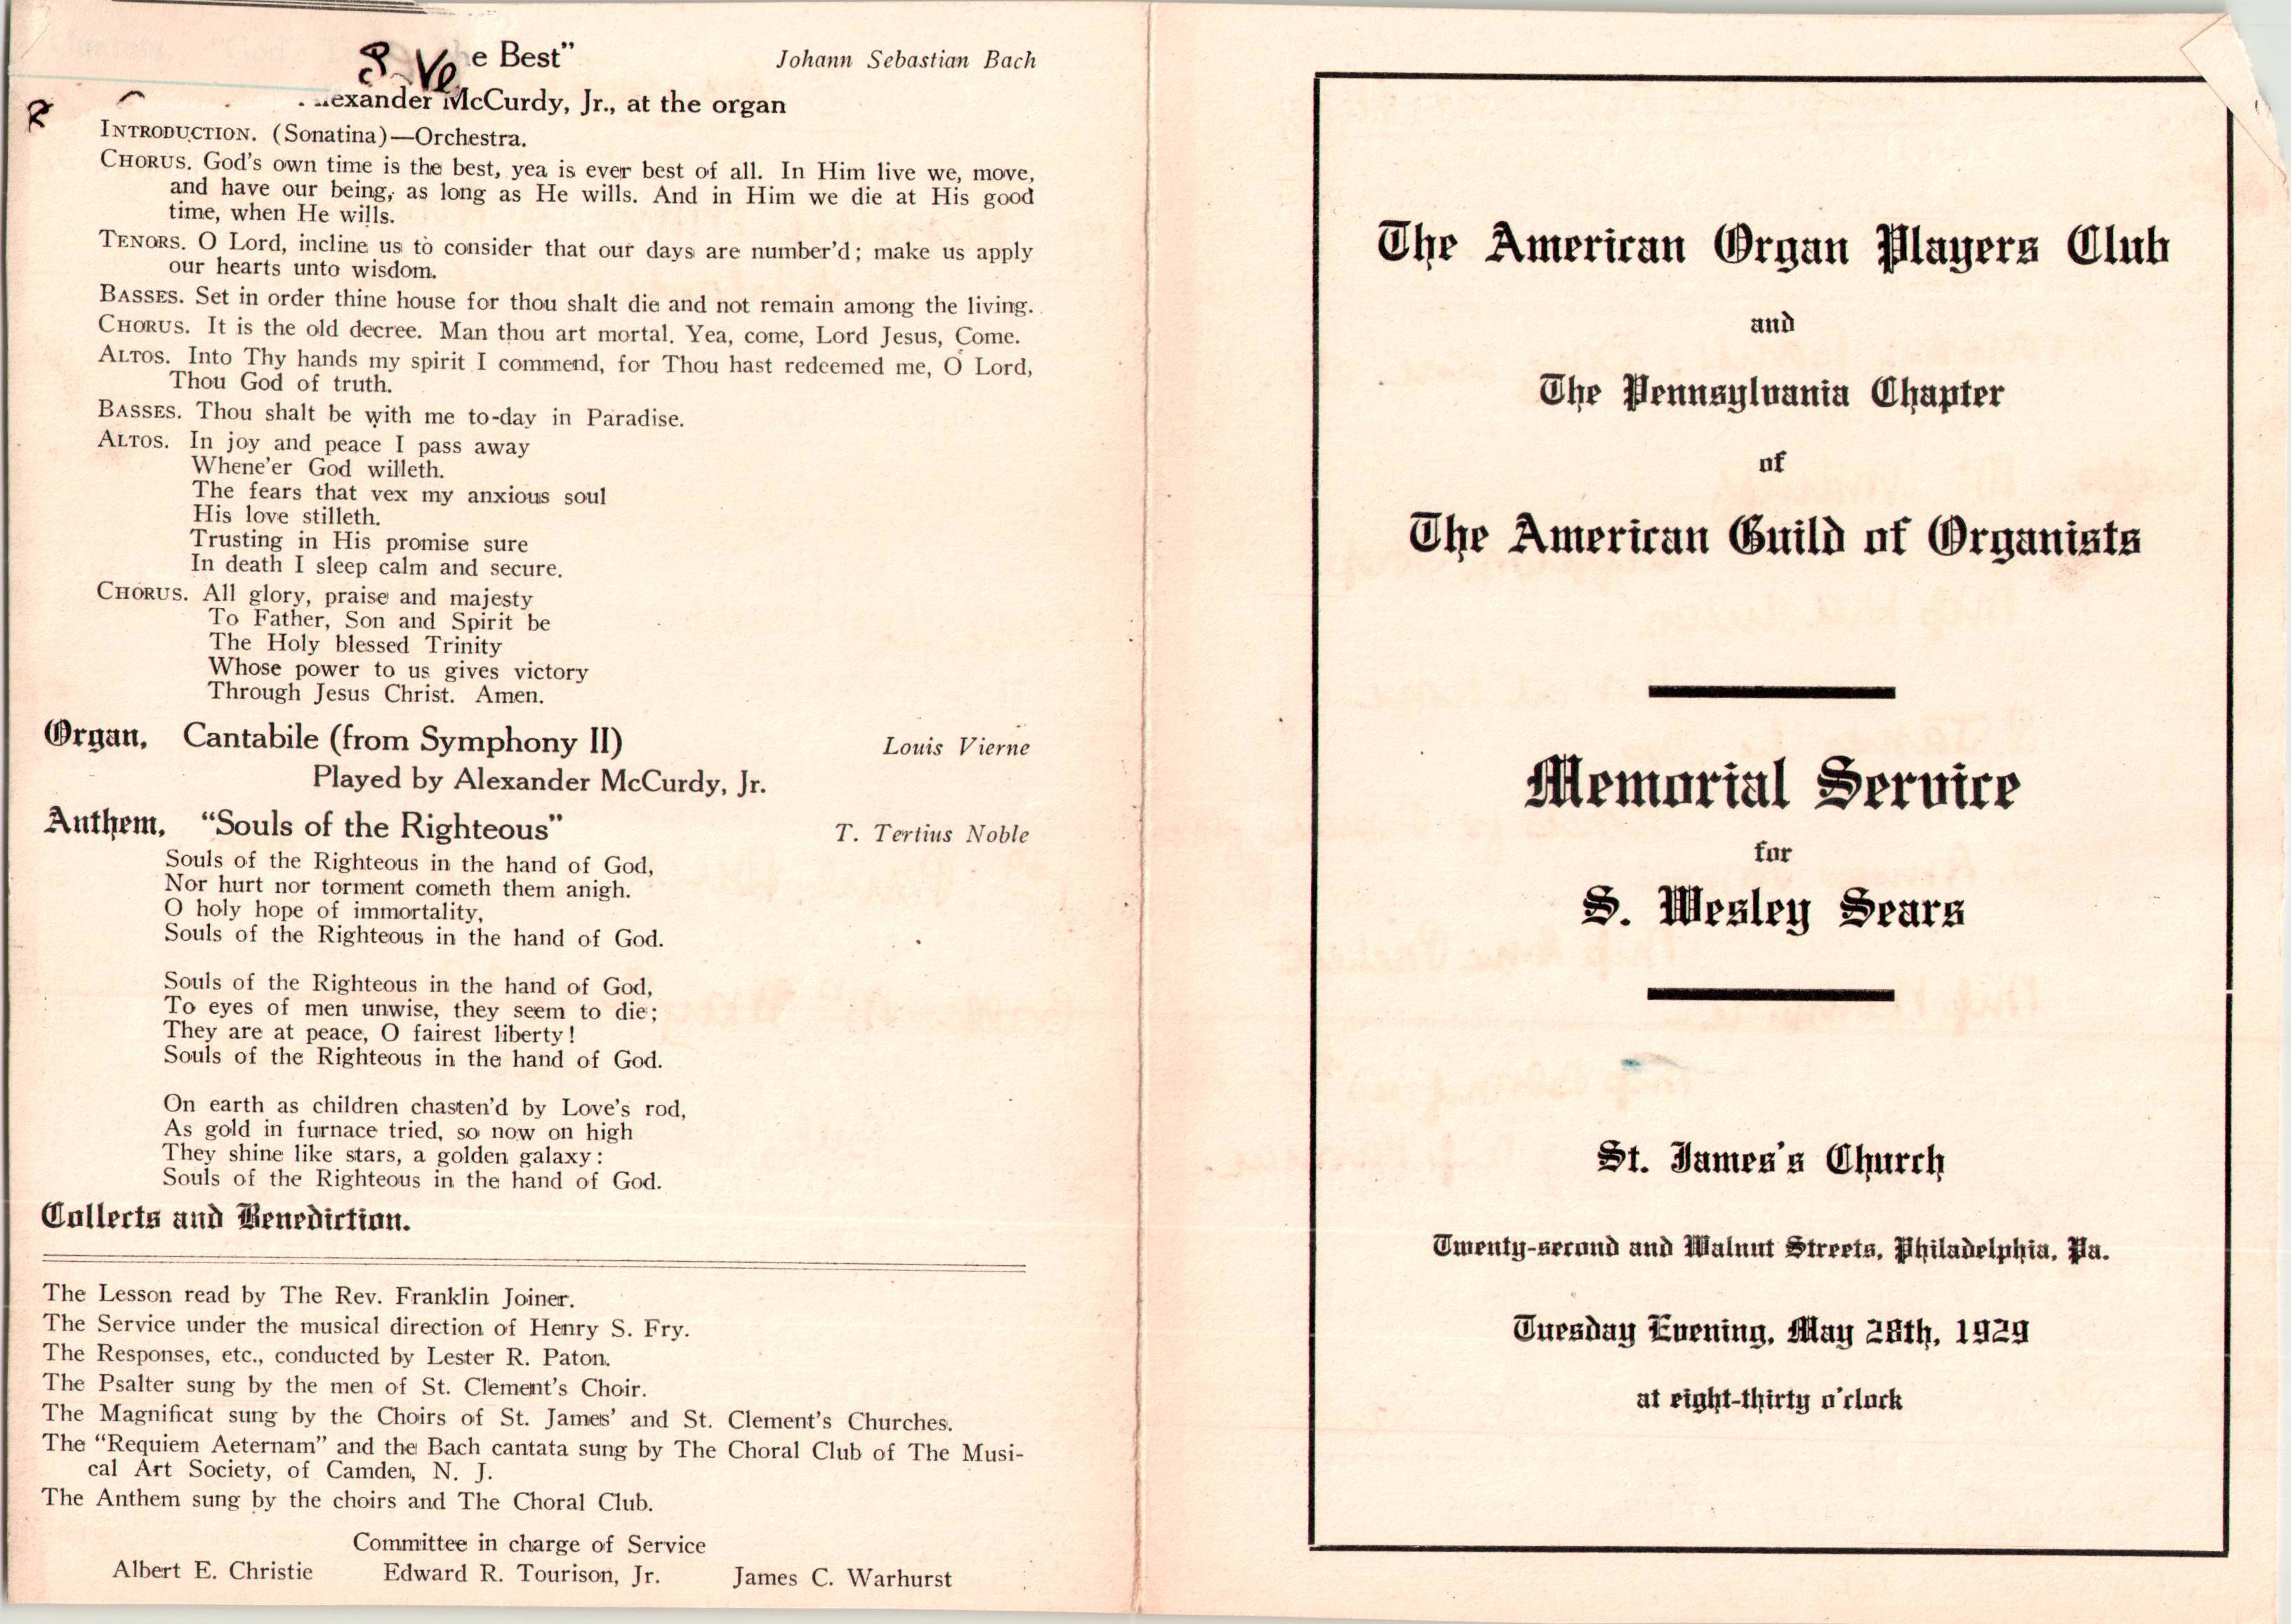 e Best” Johann Sebastian Bach
exander McCurdy, Jr., at the organ
INTRODUCTION. (Sonatina)—Orchestra.
CHORUS. God's own time is the best, yea is ever best of all. In Him live we, move,
and have our being, as long as He wills. And in Him we die at His good
time, when He wills.
TENORS. O Lord, incline us to consider that our days are number'd; make us apply
our hearts unto wisdom.
BASSES. Set in order thine house for thou shalt die and not remain among the living.
CHORUS. It is the old decree. Man thou art mortal. Yea, come, Lord Jesus, Come.
ALTOS. Into Thy hands my spirit I commend, for Thou hast redeemed me, O Lord,
Thou God of truth.
BASSES. Thou shalt be with me to-day in Paradise.
ALTOS. In joy and peace I pass away
Whene'er God willeth.
The fears that vex my anxious soul
His love stilleth.
Trusting in His promise sure
In death I sleep calm and secure.
CHORUS. All glory, praise and majesty
To Father, Son and Spirit be
The Holy blessed Trinity
Whose power to us gives victory
Through Jesus Christ. Amen.
Organ, Cantabile (from Symphony II) Louis Vierne
Played by Alexander McCurdy, Jr.
Anthem, “Souls of the Righteous” T. Tertius Noble
Souls of the Righteous in the hand of God,
Nor hurt nor torment cometh them anigh.
O holy hope of immortality,
Souls of the Righteous in the hand of God.
Souls of the Righteous in the hand of God,
To eyes of men unwise, they seem to die;
They are at peace, O fairest liberty!
Souls of the Righteous in the hand of God.
On earth as children chasten'd by Love's rod,
As gold in furnace tried, so now on high
They shine like stars, a golden galaxy:
Souls of the Righteous in the hand of God.
Collects and Benediction.
The Lesson read by The Rev. Franklin Joiner.
The Service under the musical direction of Henry S. Fry.
The Responses, etc., conducted by Lester R. Paton.
The Psalter sung by the men of St. Clement's Choir.
The Magnificat sung by the Choirs of St. James' and St. Clement's Churches.
The “Requiem Aeternam” and the Bach cantata sung by The Choral Club of The Musi-
cal Art Society, of Camden, N. J.
The Anthem sung by the choirs and The Choral Club.
Committee in charge of Service
Albert E. Christie Edward R. Tourison, Jr. James C. Warhurst
The American Organ Players Club
and
The Pennsylvania Chapter
of
The American Guild of Organists
Memorial Service
for
S. Wesley Sears
St. James's Church
Twenty-second and Walnut Streets, Philadelphia, Pa.
Tuesday Evening, May 28th, 1929
at eight-thirty o'clock